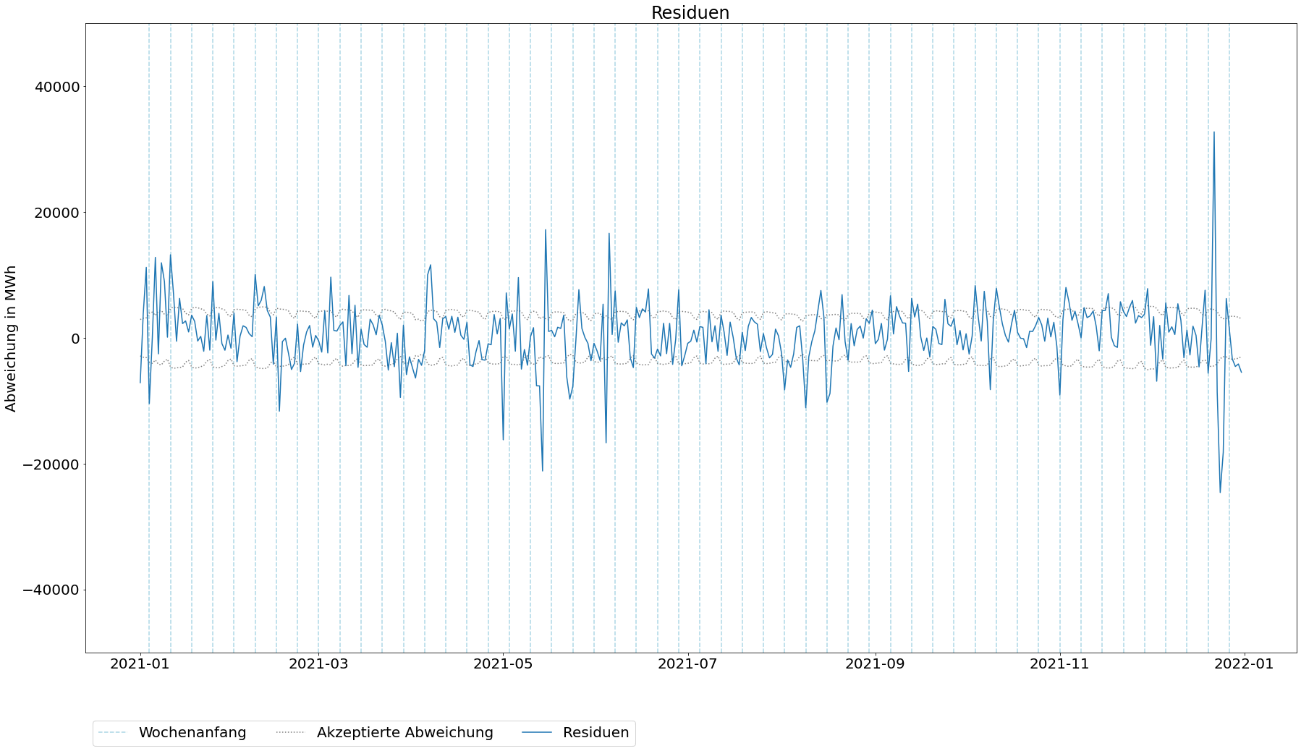 Residuen
Abweichung in MWh
40000
20000
0
−20000
−40000
2021-01 2021-03 2021-05 2021-07 2021-09 2021-11 2022-01
Wochenanfang Akzeptierte Abweichung Residuen